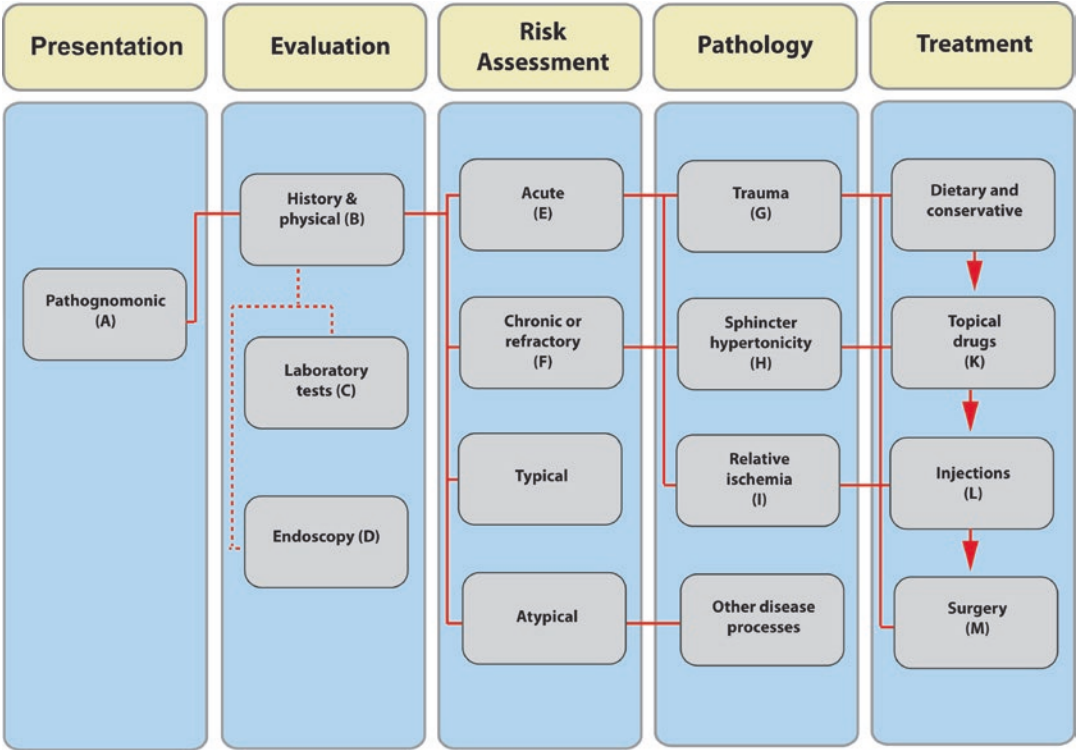 Presentation
Evaluation
Risk
Assessment
Pathology
Treatment
Pathognomonic
(A)
History &
physical (B)
Laboratory
tests (C)
Endoscopy (D)
Acute
(E)
Chronic or
refractory
(F)
Typical
Atypical
Trauma
(G)
Sphincter
hypertonicity
(H)
Relative
ischemia
(I)
Other disease
processes
Dietary and
conservative
Topical
drugs
(K)
Injections
(L)
Surgery
(M)